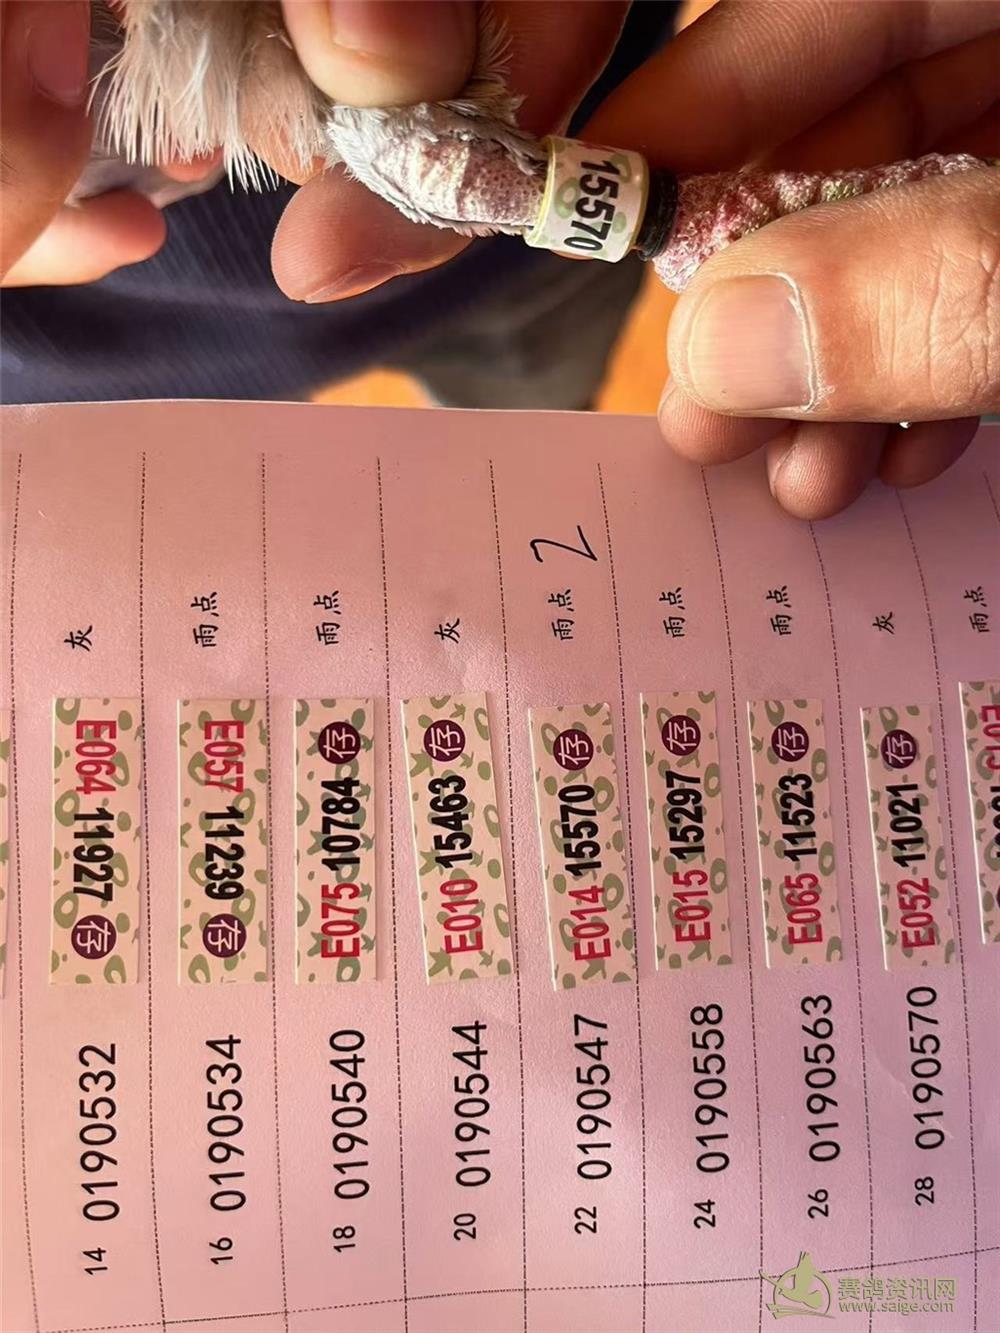 15570
2
14 0190532 E064 11927 存 灰
16 0190534 E057 11239 存 雨点
18 0190540 E075 10784 存 雨点
20 0190544 E010 15463 存 灰
22 0190547 E014 15570 存 雨点
24 0190558 E015 15297 存 雨点
26 0190563 E065 11523 存 雨点
28 0190570 E052 11021 存 灰
雨
赛鸽资讯网
www.saige.com